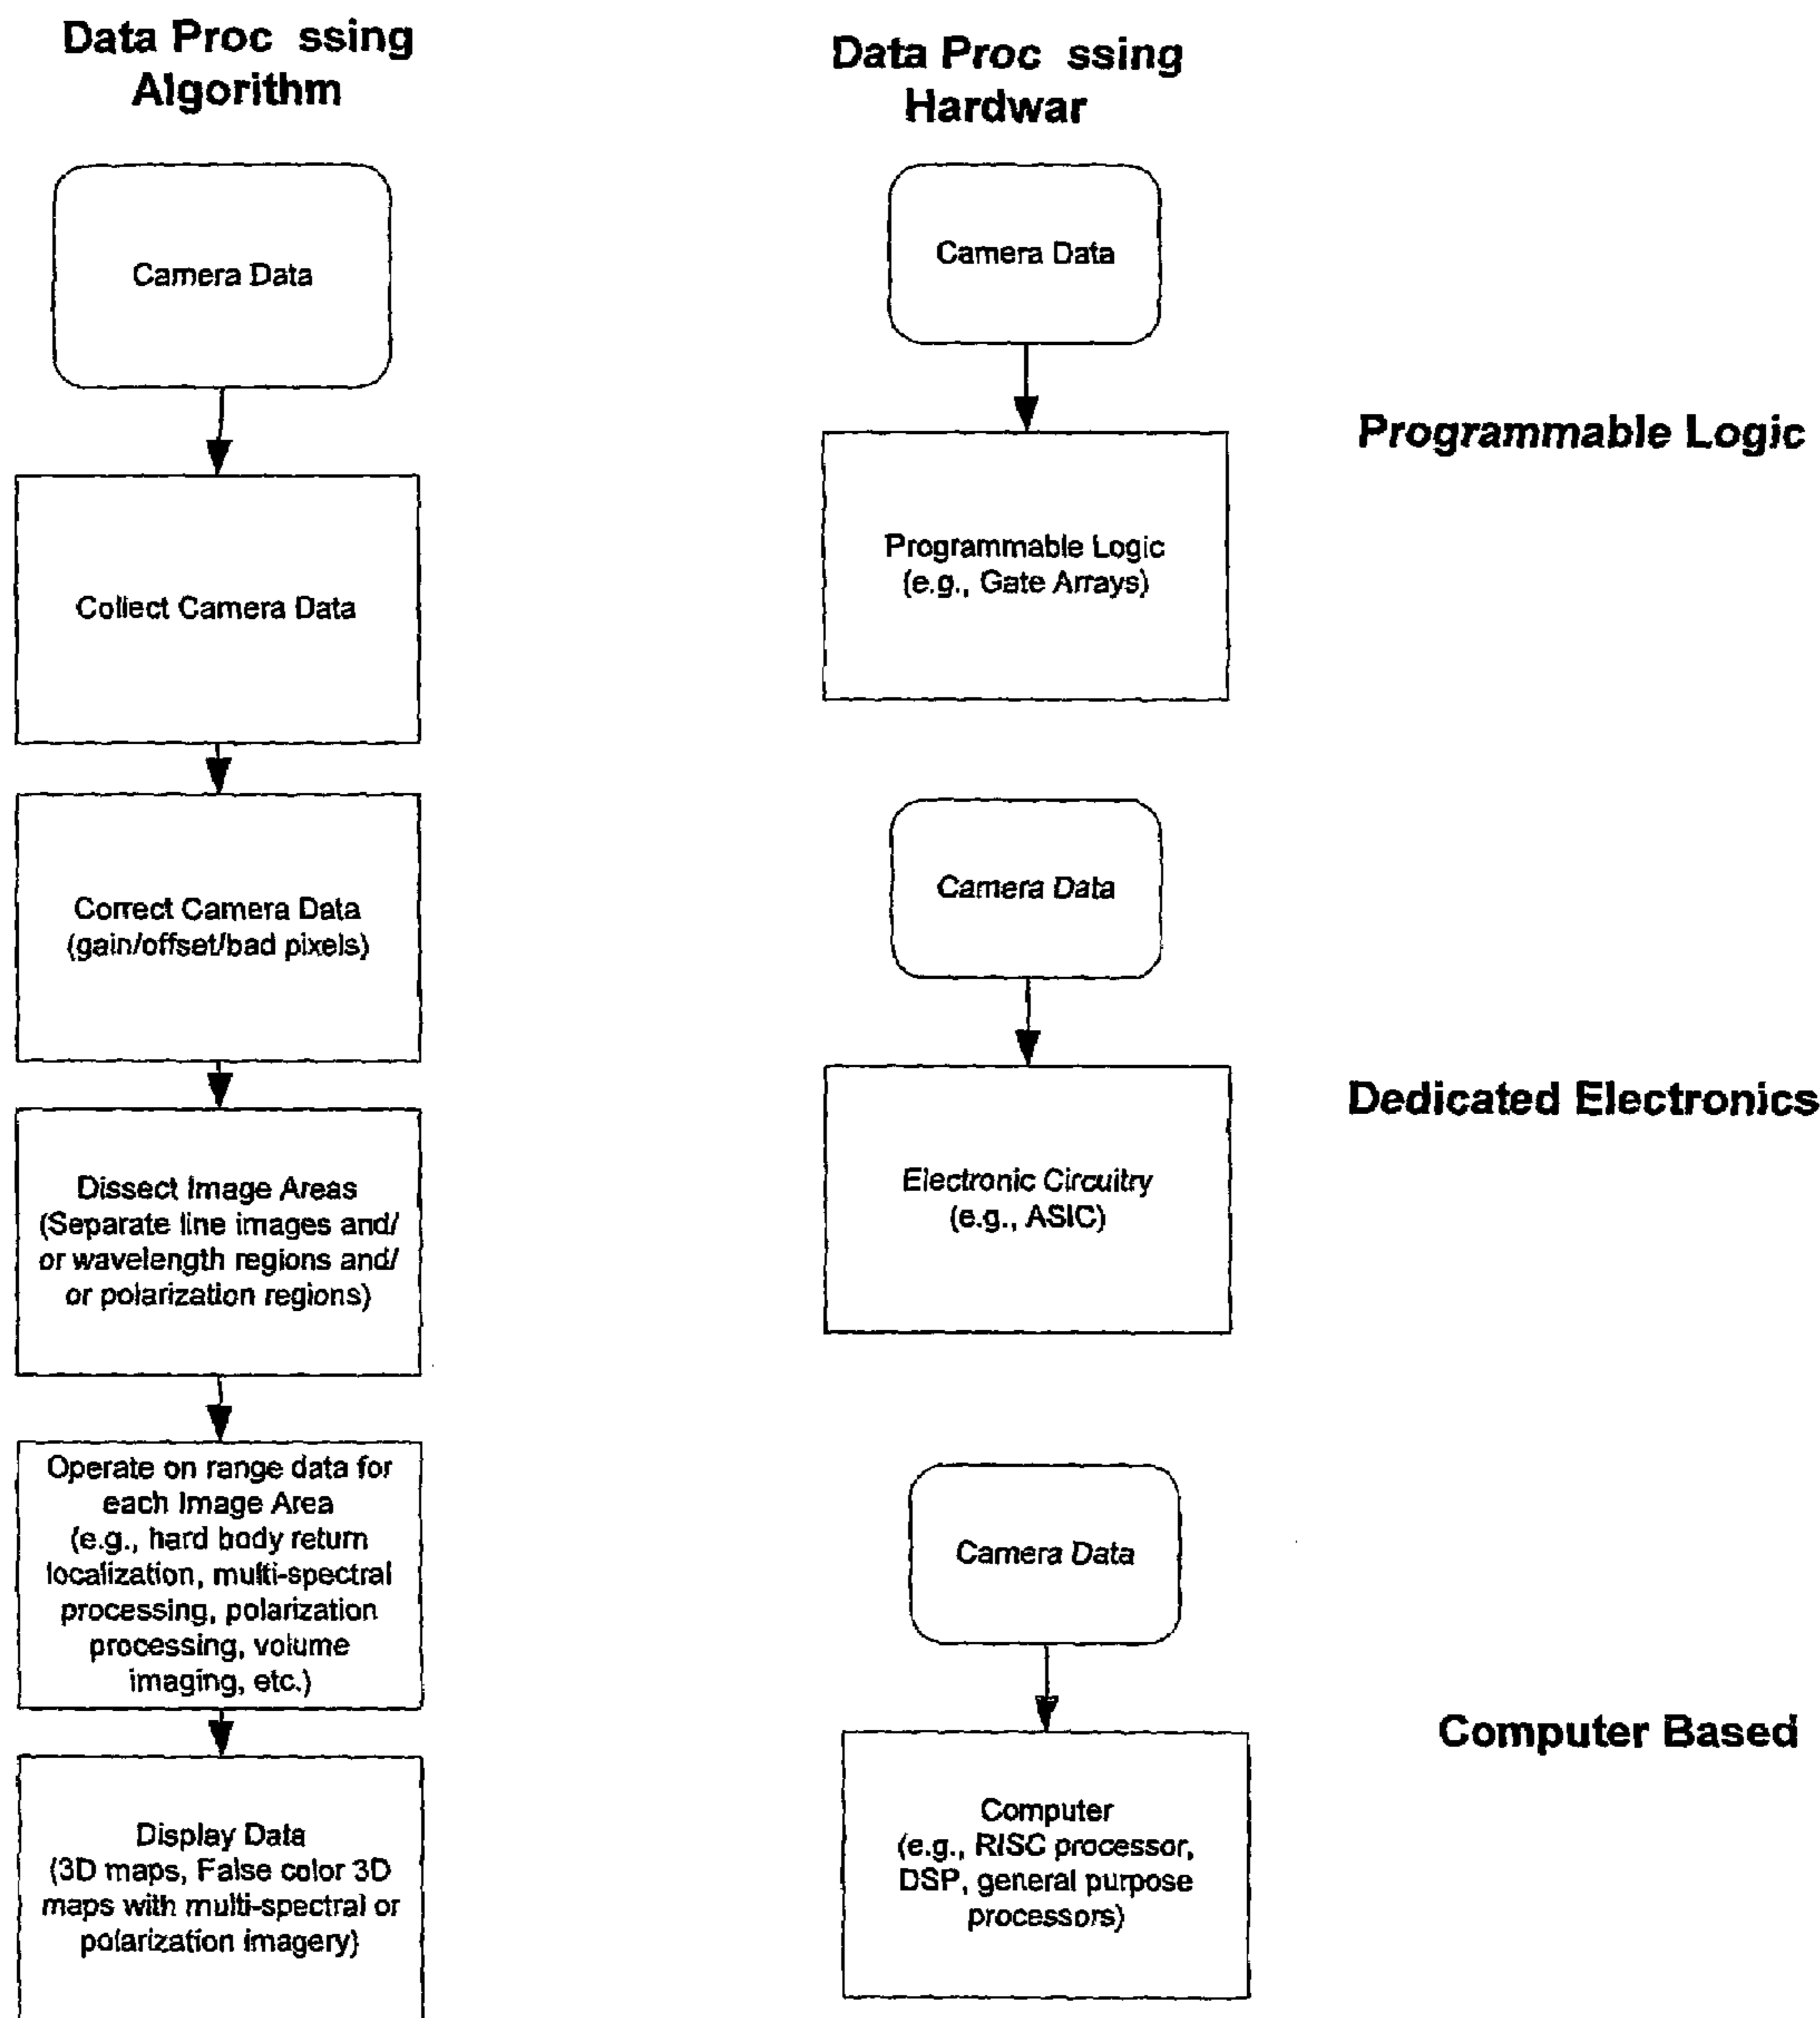 Data Proc ssing
Algorithm
Camera Data
Collect Camera Data
Correct Camera Data
(gain/offset/bad pixels)
Dissect Image Areas
(Separate line images and/
or wavelength regions and/
or polarization regions)
Operate on range data for
each Image Area
(e.g., hard body return
localization, multi-spectral
processing, polarization
processing, volume
imaging, etc.)
Display Data
(3D maps, False color 3D
maps with multi-spectral or
polarization imagery)
Data Proc ssing
Hardwar
Camera Data
Programmable Logic
(e.g., Gate Arrays)
Programmable Logic
Camera Data
Electronic Circuitry
(e.g., ASIC)
Dedicated Electronics
Camera Data
Computer
(e.g., RISC processor,
DSP, general purpose
processors)
Computer Based